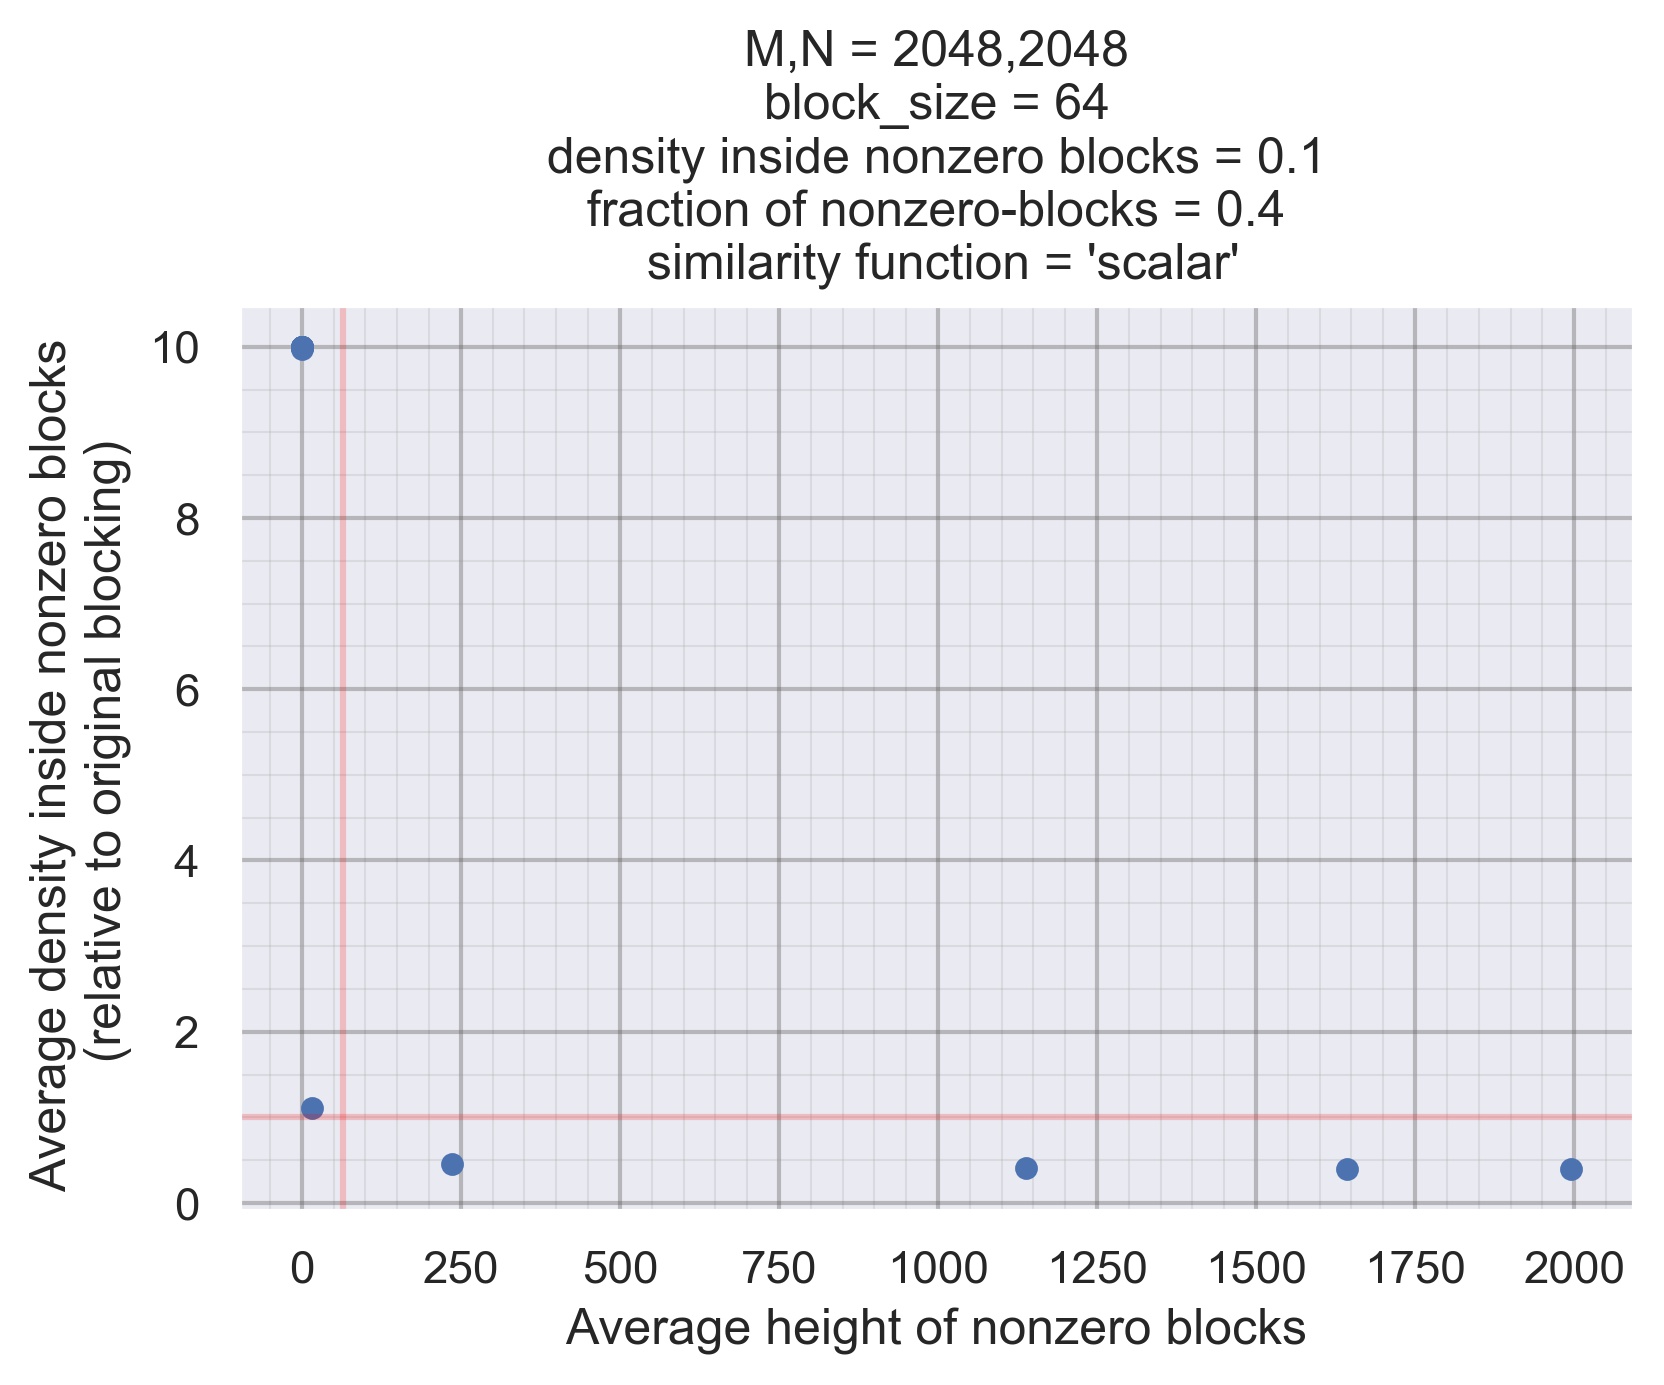 M,N = 2048,2048
block_size = 64
density inside nonzero blocks = 0.1
fraction of nonzero-blocks = 0.4
similarity function = 'scalar'
Average density inside nonzero blocks
(relative to original blocking)
10
8
6
4
2
0
0 250 500 750 1000 1250 1500 1750 2000
Average height of nonzero blocks